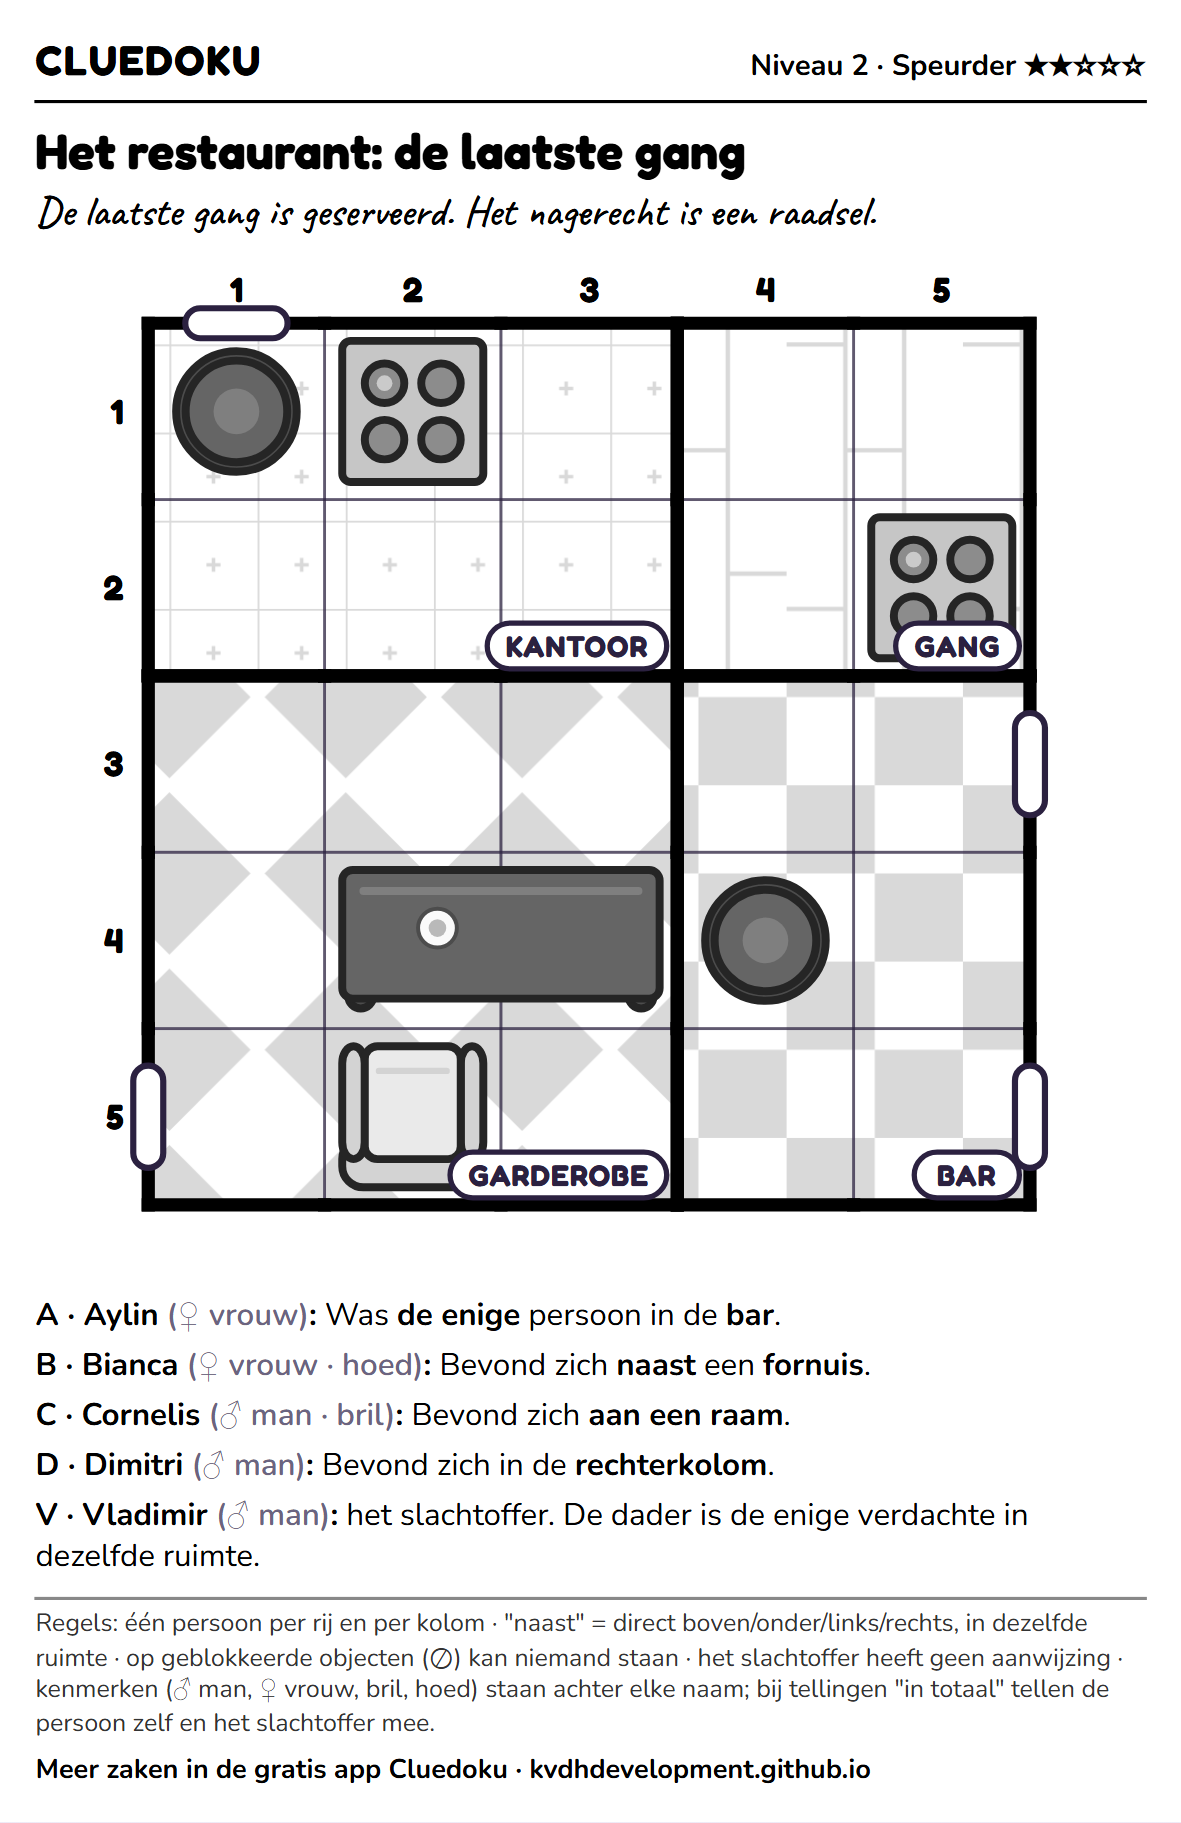 CLUEDOKU
Niveau 2 · Speurder ★★☆☆☆
Het restaurant: de laatste gang
De laatste gang is geserveerd. Het nagerecht is een raadsel.
1 2 3 4 5
1
2
KANTOOR
GANG
3
4
5
GARDEROBE
BAR
A · Aylin (♀ vrouw): Was de enige persoon in de bar.
B · Bianca (♀ vrouw · hoed): Bevond zich naast een fornuis.
C · Cornelis (♂ man · bril): Bevond zich aan een raam.
D · Dimitri (♂ man): Bevond zich in de rechterkolom.
V · Vladimir (♂ man): het slachtoffer. De dader is de enige verdachte in
dezelfde ruimte.
Regels: één persoon per rij en per kolom · "naast" = direct boven/onder/links/rechts, in dezelfde
ruimte · op geblokkeerde objecten (⊘) kan niemand staan · het slachtoffer heeft geen aanwijzing ·
kenmerken (♂ man, ♀ vrouw, bril, hoed) staan achter elke naam; bij tellingen "in totaal" tellen de
persoon zelf en het slachtoffer mee.
Meer zaken in de gratis app Cluedoku · kvdhdevelopment.github.io